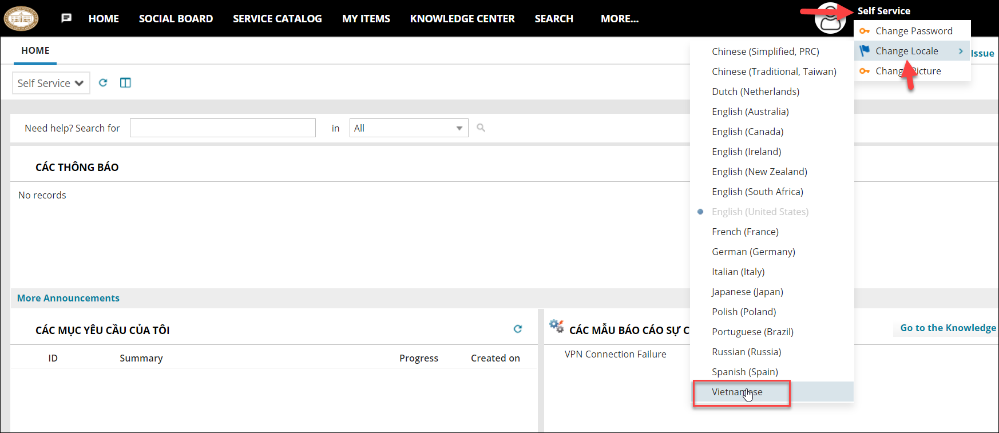 HOME SOCIAL BOARD SERVICE CATALOG MY ITEMS KNOWLEDGE CENTER SEARCH MORE... Self Service
Change Password
Change Locale
Change Picture
Issue
HOME
Self Service
Chinese (Simplified, PRC)
Chinese (Traditional, Taiwan)
Dutch (Netherlands)
English (Australia)
English (Canada)
English (Ireland)
English (New Zealand)
English (South Africa)
English (United States)
French (France)
German (Germany)
Italian (Italy)
Japanese (Japan)
Polish (Poland)
Portuguese (Brazil)
Russian (Russia)
Spanish (Spain)
Vietnamese
Need help? Search for in All
CÁC THÔNG BÁO
No records
More Announcements
CÁC MỤC YÊU CẦU CỦA TÔI
ID Summary Progress Created on
CÁC MẪU BÁO CÁO SỰ C
Go to the Knowledge
VPN Connection Failure